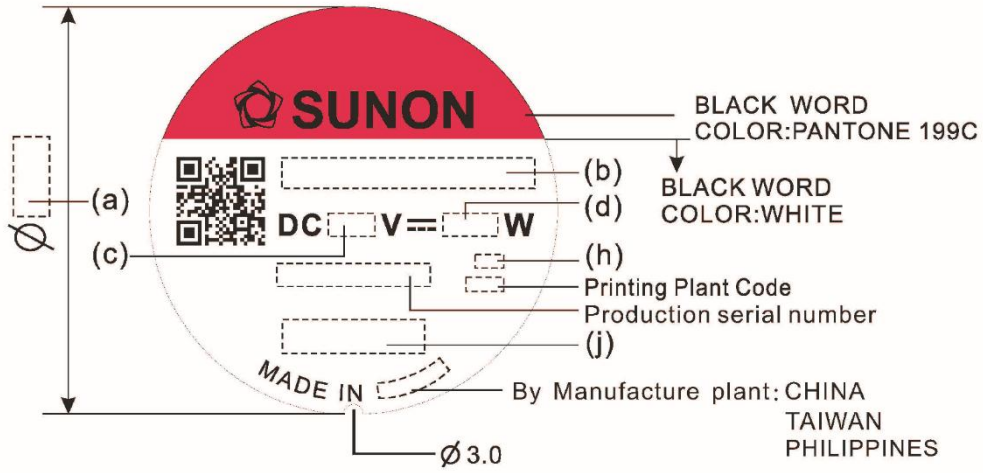 SUNON
BLACK WORD
COLOR:PANTONE 199C
BLACK WORD
COLOR:WHITE
(a)
Ø
(b)
(d)
DC V⎓ W
(c)
(h)
Printing Plant Code
Production serial number
(j)
MADE IN
By Manufacture plant: CHINA
TAIWAN
PHILIPPINES
Ø 3.0